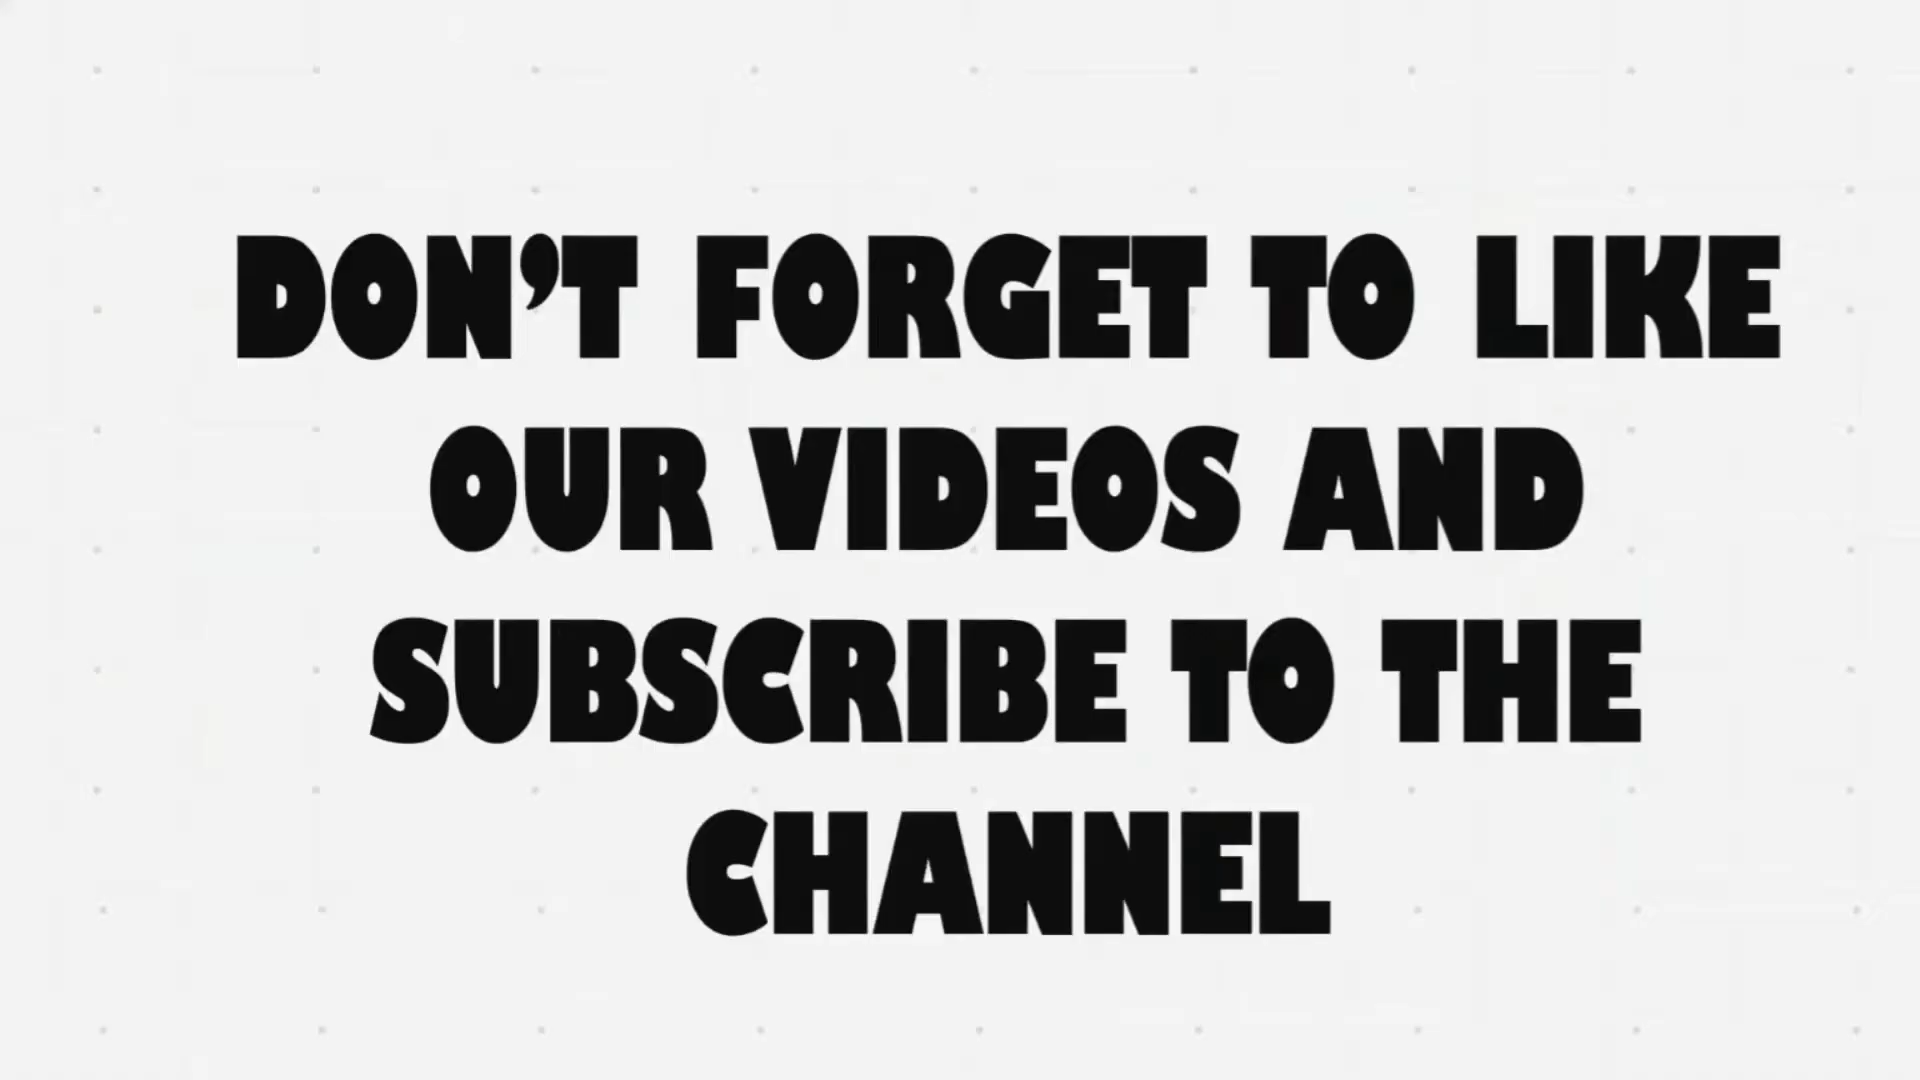 DON'T FORGET TO LIKE
OUR VIDEOS AND
SUBSCRIBE TO THE
CHANNEL